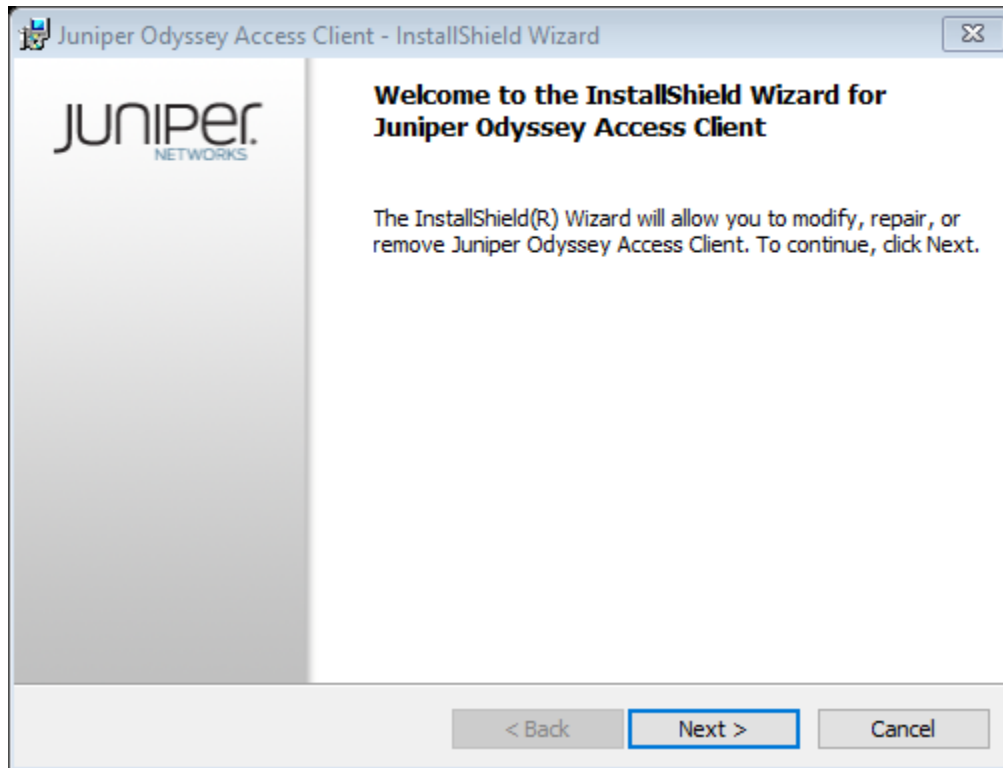 Juniper Odyssey Access Client - InstallShield Wizard
JUNIPER
NETWORKS
Welcome to the InstallShield Wizard for
Juniper Odyssey Access Client
The InstallShield(R) Wizard will allow you to modify, repair, or
remove Juniper Odyssey Access Client. To continue, click Next.
< Back
Next >
Cancel